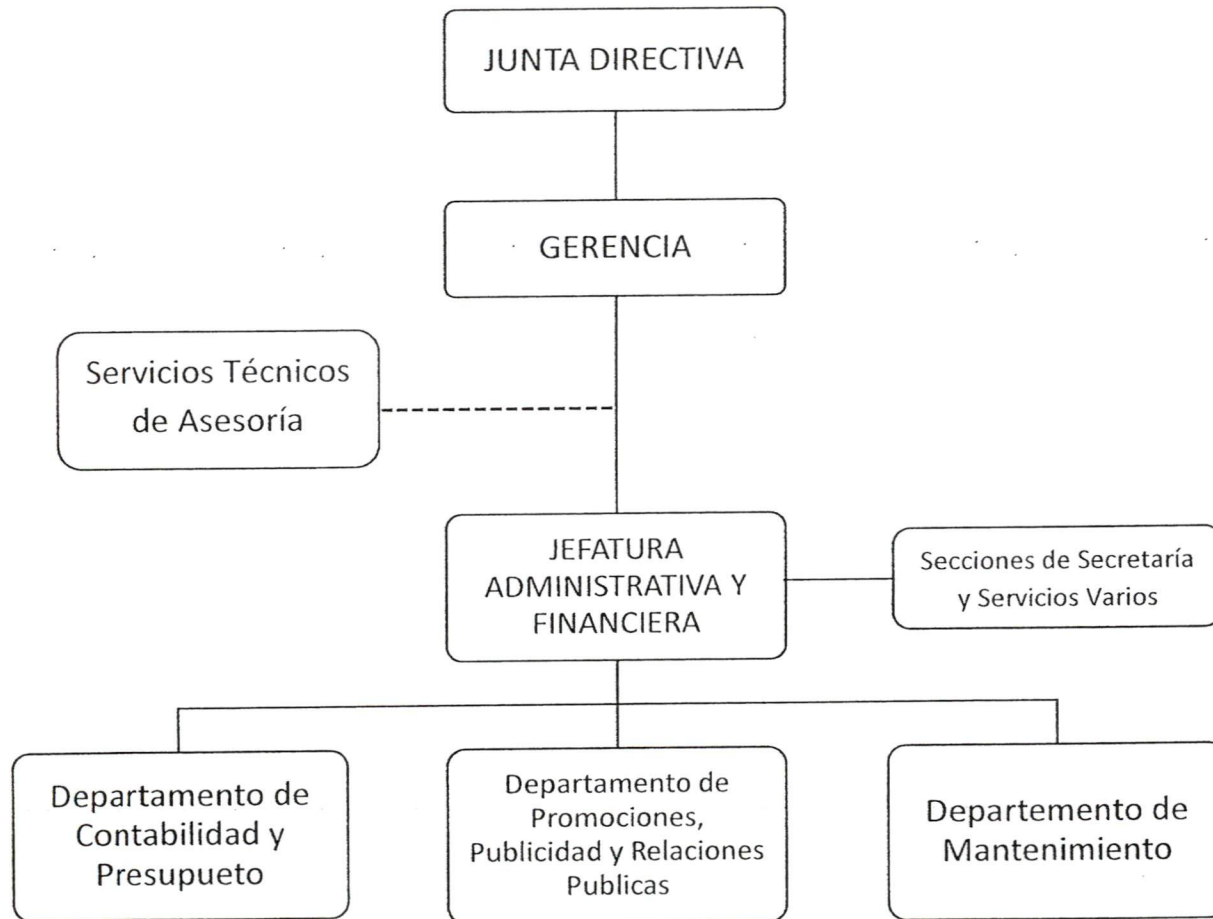 JUNTA DIRECTIVA
GERENCIA
Servicios Técnicos
de Asesoría
JEFATURA
ADMINISTRATIVA Y
FINANCIERA
Secciones de Secretaría
y Servicios Varios
Departamento de
Contabilidad y
Presupueto
Departamento de
Promociones,
Publicidad y Relaciones
Publicas
Departemento de
Mantenimiento